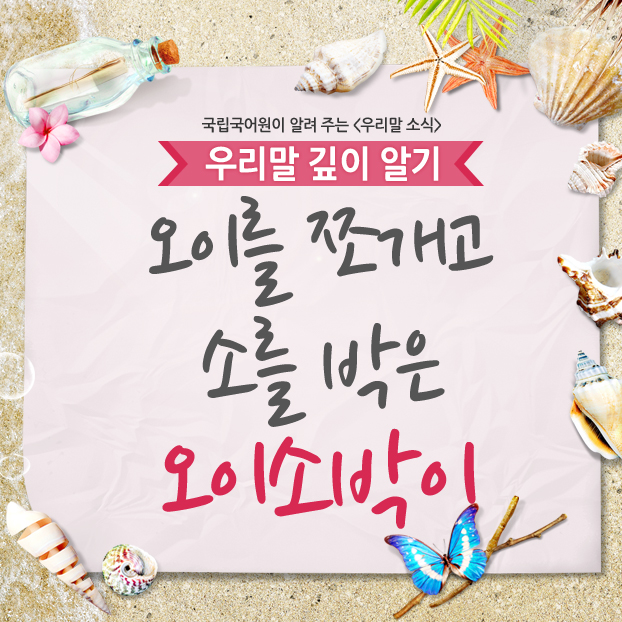 국립국어원이 알려 주는 <우리말 소식>
우리말 깊이 알기
오이를 쪼개고
소를 박은
오이소박이